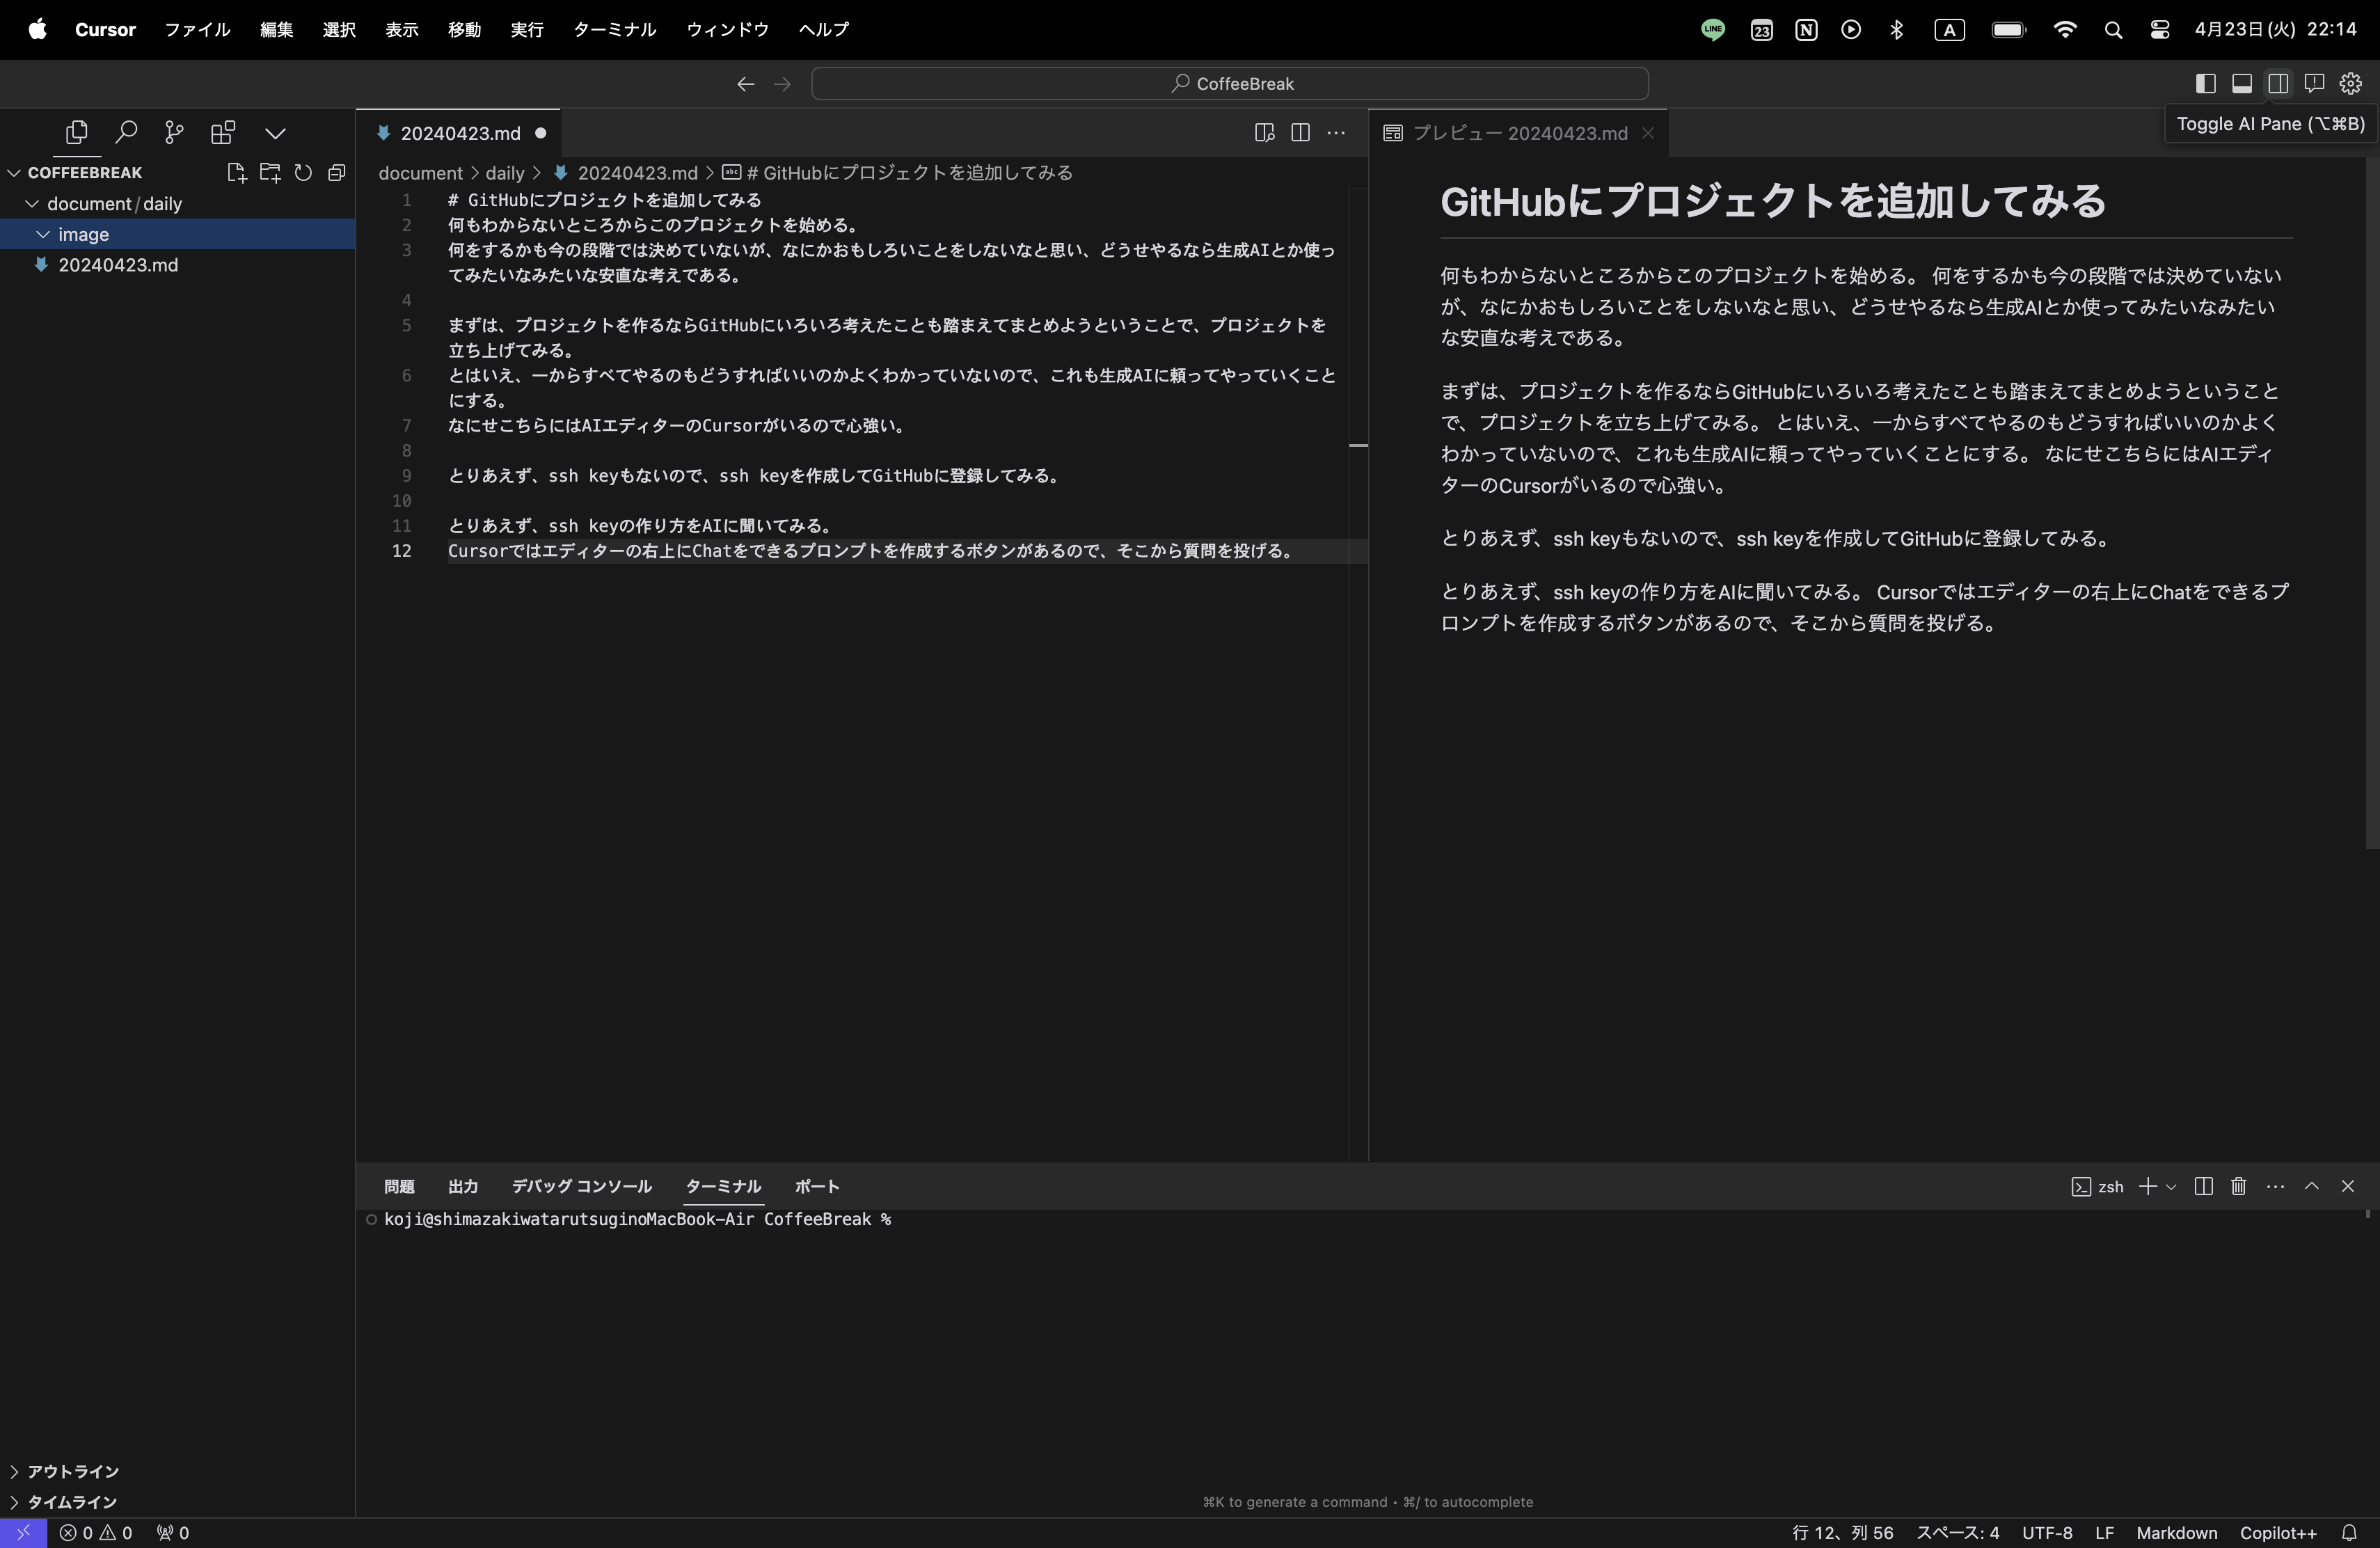 Cursor ファイル 編集 選択 表示 移動 実行 ターミナル ウィンドウ ヘルプ LINE 23 N A 4月23日(火) 22:14
CoffeeBreak
Toggle AI Pane (⌥⌘B)
COFFEEBREAK
document/daily
image
20240423.md
20240423.md
document > daily > 20240423.md > abc # GitHubにプロジェクトを追加してみる
1 # GitHubにプロジェクトを追加してみる
2 何もわからないところからこのプロジェクトを始める。
3 何をするかも今の段階では決めていないが、なにかおもしろいことをしないなと思い、どうせやるなら生成AIとか使っ
てみたいなみたいな安直な考えである。
4
5 まずは、プロジェクトを作るならGitHubにいろいろ考えたことも踏まえてまとめようということで、プロジェクトを
立ち上げてみる。
6 とはいえ、一からすべてやるのもどうすればいいのかよくわかっていないので、これも生成AIに頼ってやっていくこと
にする。
7 なにせこちらにはAIエディターのCursorがいるので心強い。
8
9 とりあえず、ssh keyもないので、ssh keyを作成してGitHubに登録してみる。
10
11 とりあえず、ssh keyの作り方をAIに聞いてみる。
12 Cursorではエディターの右上にChatをできるプロンプトを作成するボタンがあるので、そこから質問を投げる。
プレビュー 20240423.md
GitHubにプロジェクトを追加してみる
何もわからないところからこのプロジェクトを始める。 何をするかも今の段階では決めていない
が、なにかおもしろいことをしないなと思い、どうせやるなら生成AIとか使ってみたいなみたい
な安直な考えである。
まずは、プロジェクトを作るならGitHubにいろいろ考えたことも踏まえてまとめようということ
で、プロジェクトを立ち上げてみる。 とはいえ、一からすべてやるのもどうすればいいのかよく
わかっていないので、これも生成AIに頼ってやっていくことにする。 なにせこちらにはAIエディ
ターのCursorがいるので心強い。
とりあえず、ssh keyもないので、ssh keyを作成してGitHubに登録してみる。
とりあえず、ssh keyの作り方をAIに聞いてみる。 Cursorではエディターの右上にChatをできるプ
ロンプトを作成するボタンがあるので、そこから質問を投げる。
問題 出力 デバッグ コンソール ターミナル ポート zsh
koji@shimazakiwatarutsuginoMacBook-Air CoffeeBreak %
⌘K to generate a command • ⌘/ to autocomplete
アウトライン
タイムライン
0 0 0 行 12、列 56 スペース: 4 UTF-8 LF Markdown Copilot++